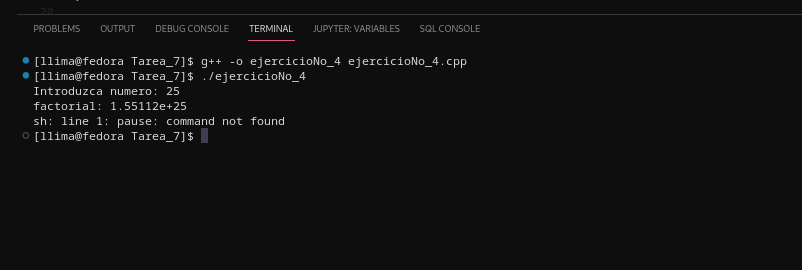 20
PROBLEMS OUTPUT DEBUG CONSOLE TERMINAL JUPYTER: VARIABLES SQL CONSOLE
[llima@fedora Tarea_7]$ g++ -o ejercicioNo_4 ejercicioNo_4.cpp
[llima@fedora Tarea_7]$ ./ejercicioNo_4
Introduzca numero: 25
factorial: 1.55112e+25
sh: line 1: pause: command not found
[llima@fedora Tarea_7]$